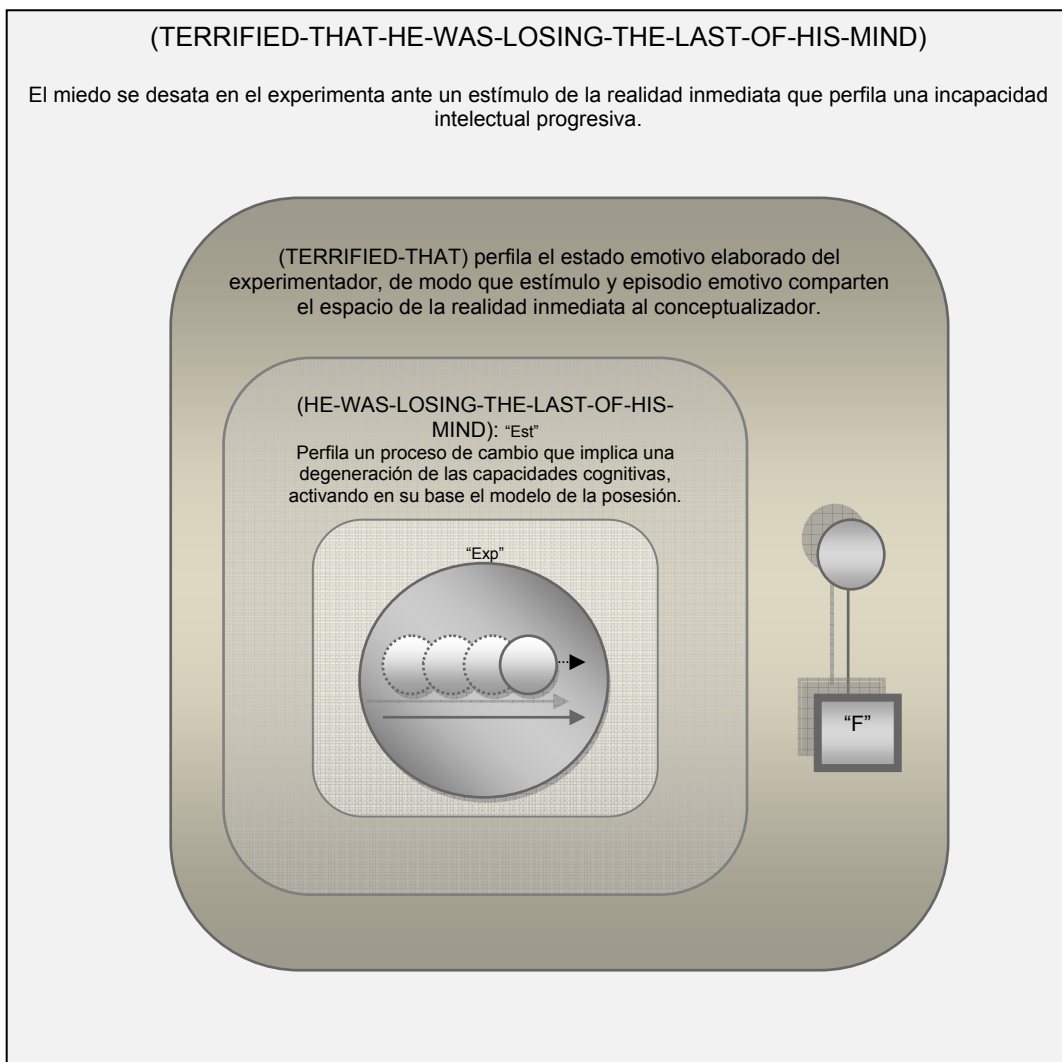 (TERRIFIED-THAT-HE-WAS-LOSING-THE-LAST-OF-HIS-MIND)
El miedo se desata en el experimenta ante un estímulo de la realidad inmediata que perfila una incapacidad
intelectual progresiva.
(TERRIFIED-THAT) perfila el estado emotivo elaborado del
experimentador, de modo que estímulo y episodio emotivo comparten
el espacio de la realidad inmediata al conceptualizador.
(HE-WAS-LOSING-THE-LAST-OF-HIS-
MIND): “Est”
Perfila un proceso de cambio que implica una
degeneración de las capacidades cognitivas,
activando en su base el modelo de la posesión.
“Exp”
“F”